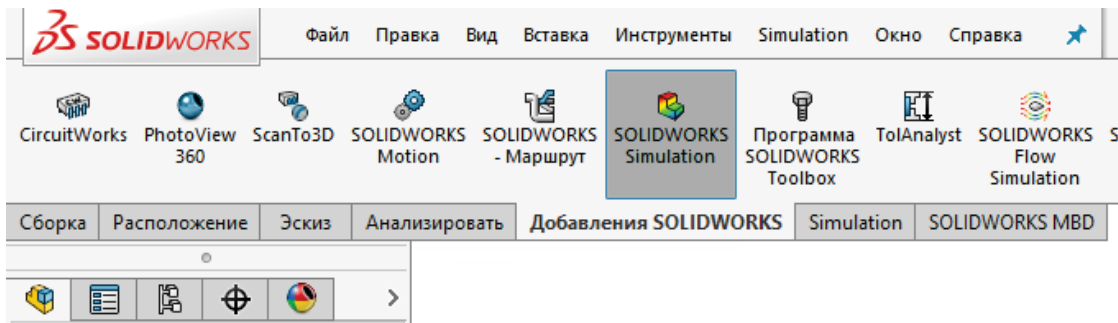 SOLIDWORKS Файл Правка Вид Вставка Инструменты Simulation Окно Справка
CircuitWorks PhotoView 360 ScanTo3D SOLIDWORKS Motion SOLIDWORKS - Маршрут SOLIDWORKS Simulation Программа SOLIDWORKS Toolbox TolAnalyst SOLIDWORKS Flow Simulation S
Сборка Расположение Эскиз Анализировать Добавления SOLIDWORKS Simulation SOLIDWORKS MBD